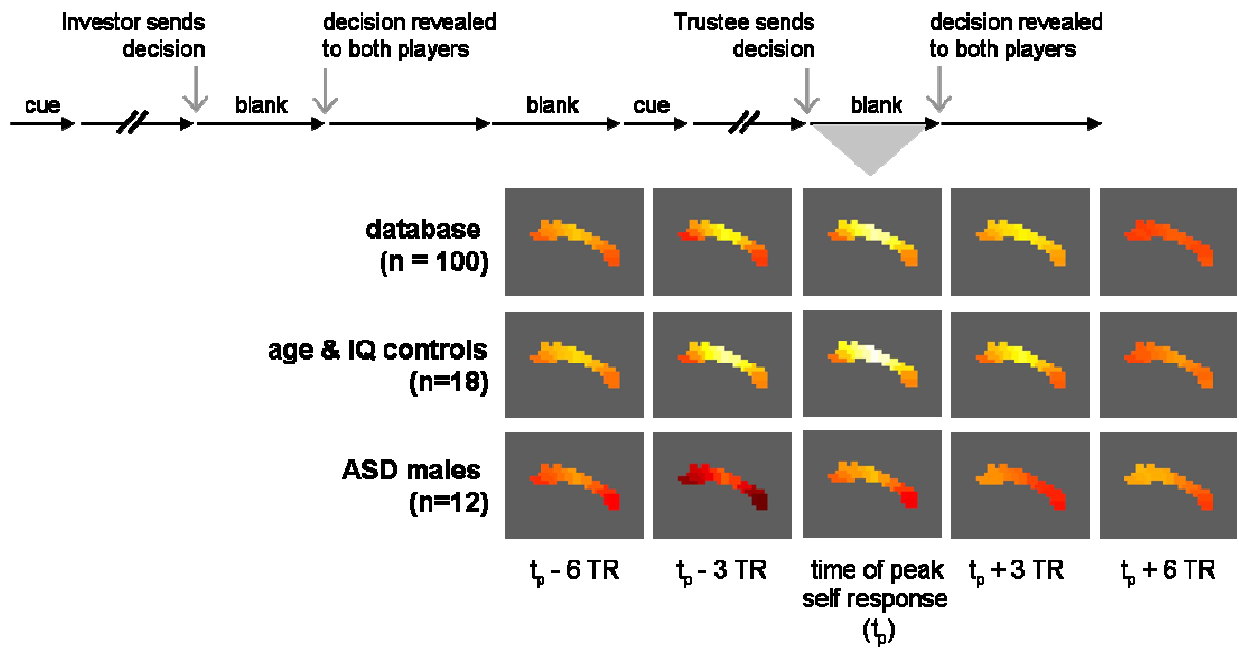 Investor sends
decision
decision revealed
to both players
Trustee sends
decision
decision revealed
to both players
cue
blank
blank
cue
blank
database
(n = 100)
age & IQ controls
(n=18)
ASD males
(n=12)
tp - 6 TR
tp - 3 TR
time of peak
self response
(tp)
tp + 3 TR
tp + 6 TR